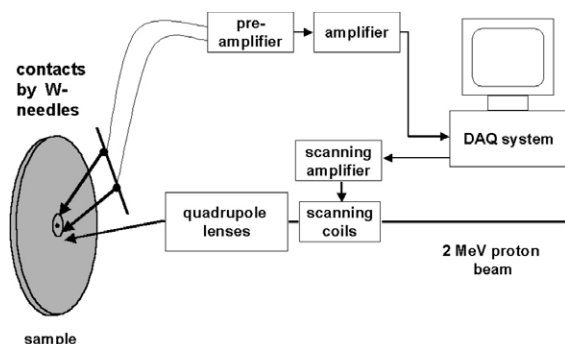 pre-
amplifier
amplifier
contacts
by W-
needles
DAQ system
scanning
amplifier
quadrupole
lenses
scanning
coils
2 MeV proton
beam
sample